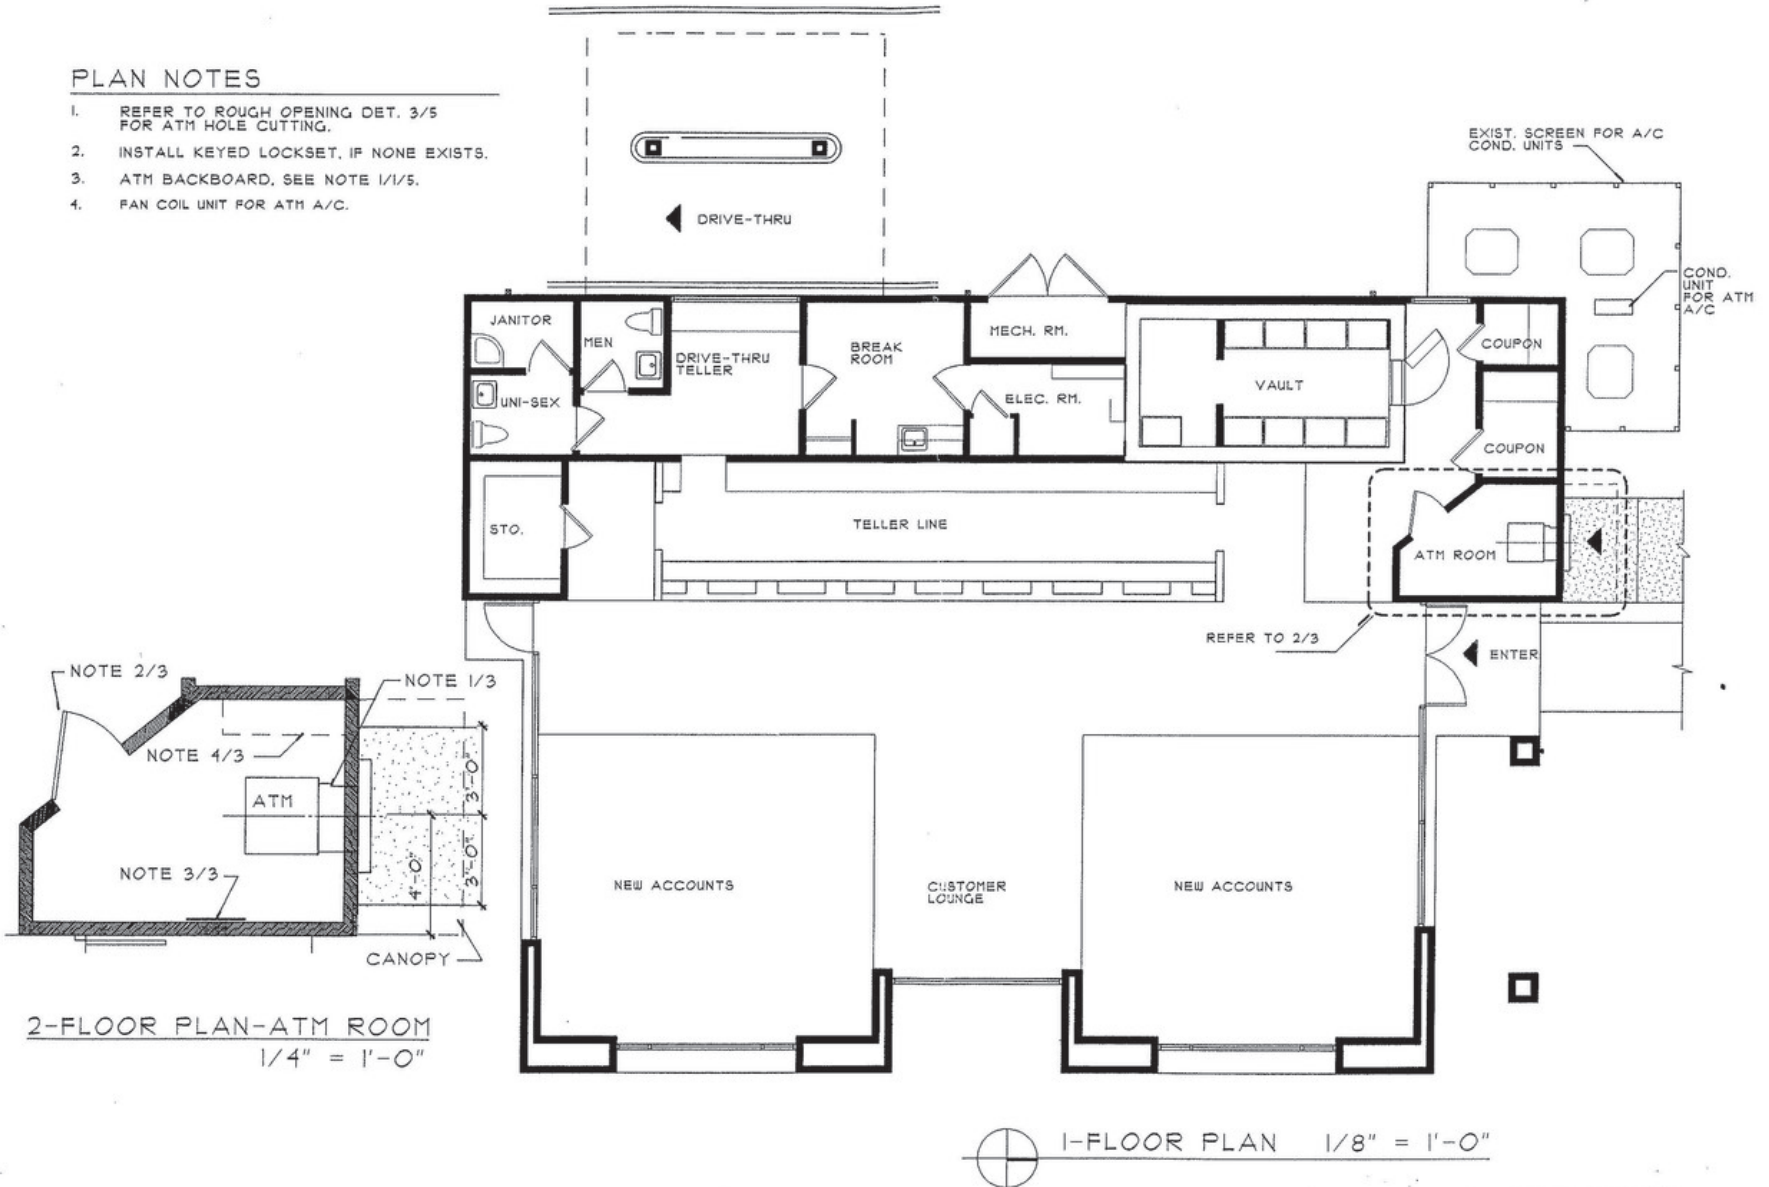 PLAN NOTES
1. REFER TO ROUGH OPENING DET. 3/5
FOR ATM HOLE CUTTING.
2. INSTALL KEYED LOCKSET, IF NONE EXISTS.
3. ATM BACKBOARD, SEE NOTE 1/1/5.
4. FAN COIL UNIT FOR ATM A/C.
DRIVE-THRU
EXIST. SCREEN FOR A/C
COND. UNITS
COND.
UNIT
FOR ATM
A/C
JANITOR
MEN
UNI-SEX
DRIVE-THRU
TELLER
BREAK
ROOM
MECH. RM.
ELEC. RM.
VAULT
COUPON
COUPON
STO.
TELLER LINE
ATM ROOM
REFER TO 2/3
ENTER
NEW ACCOUNTS
CUSTOMER
LOUNGE
NEW ACCOUNTS
NOTE 2/3
NOTE 1/3
NOTE 4/3
ATM
NOTE 3/3
3'-0"
3'-0"
4'-0"
CANOPY
2-FLOOR PLAN-ATM ROOM
1/4" = 1'-0"
1-FLOOR PLAN 1/8" = 1'-0"